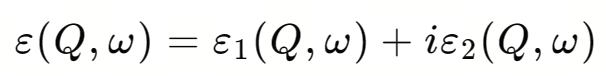 ε(Q, ω) = ε₁(Q, ω) + iε₂(Q, ω)